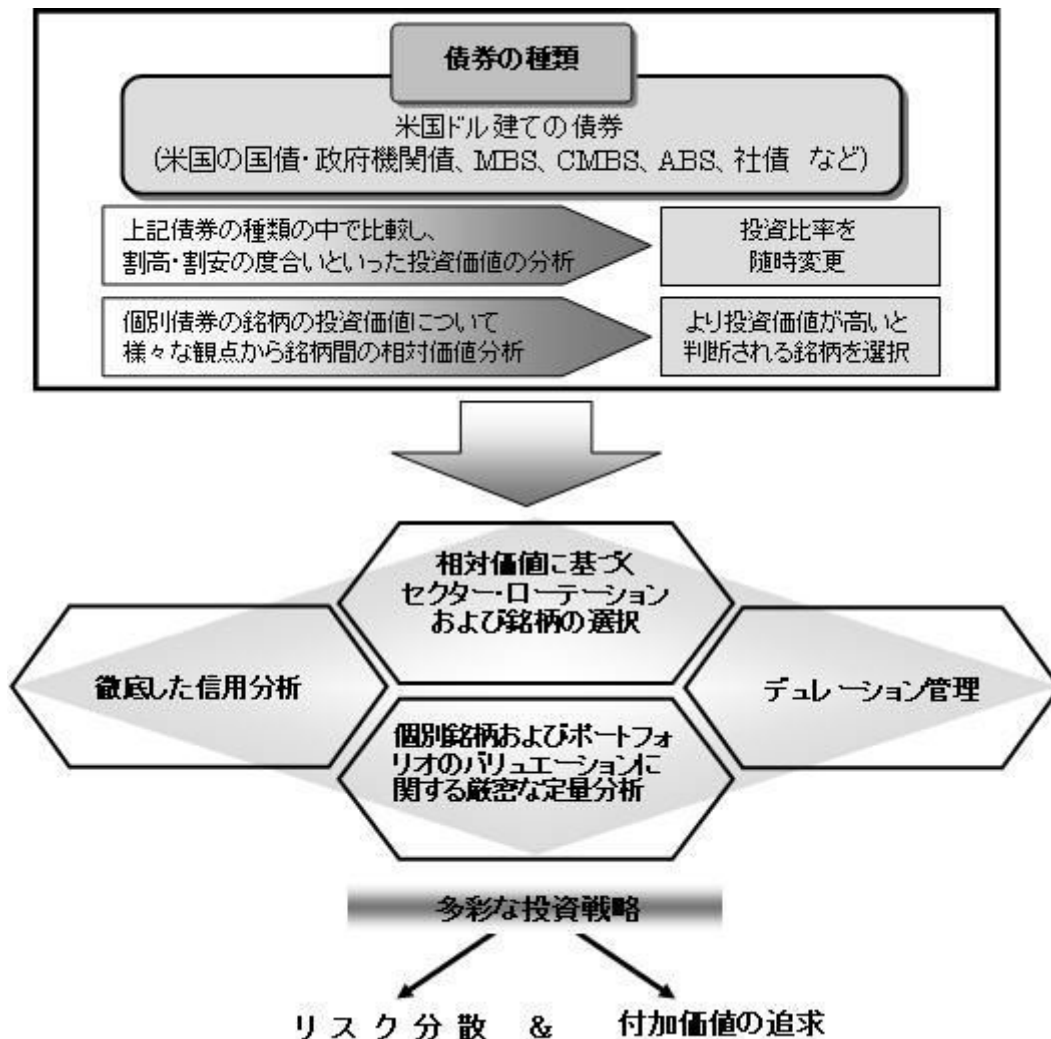 債券の種類
米国ドル建ての債券
(米国の国債・政府機関債、MBS、CMBS、ABS、社債 など)
上記債券の種類の中で比較し、
割高・割安の度合いといった投資価値の分析
投資比率を
随時変更
個別債券の銘柄の投資価値について
様々な観点から銘柄間の相対価値分析
より投資価値が高いと
判断される銘柄を選択
相対価値に基づく
セクター・ローテーション
および銘柄の選択
徹底した信用分析
デュレーション管理
個別銘柄およびポートフォ
リオのバリュエーションに
関する厳密な定量分析
多彩な投資戦略
リスク分散 & 付加価値の追求